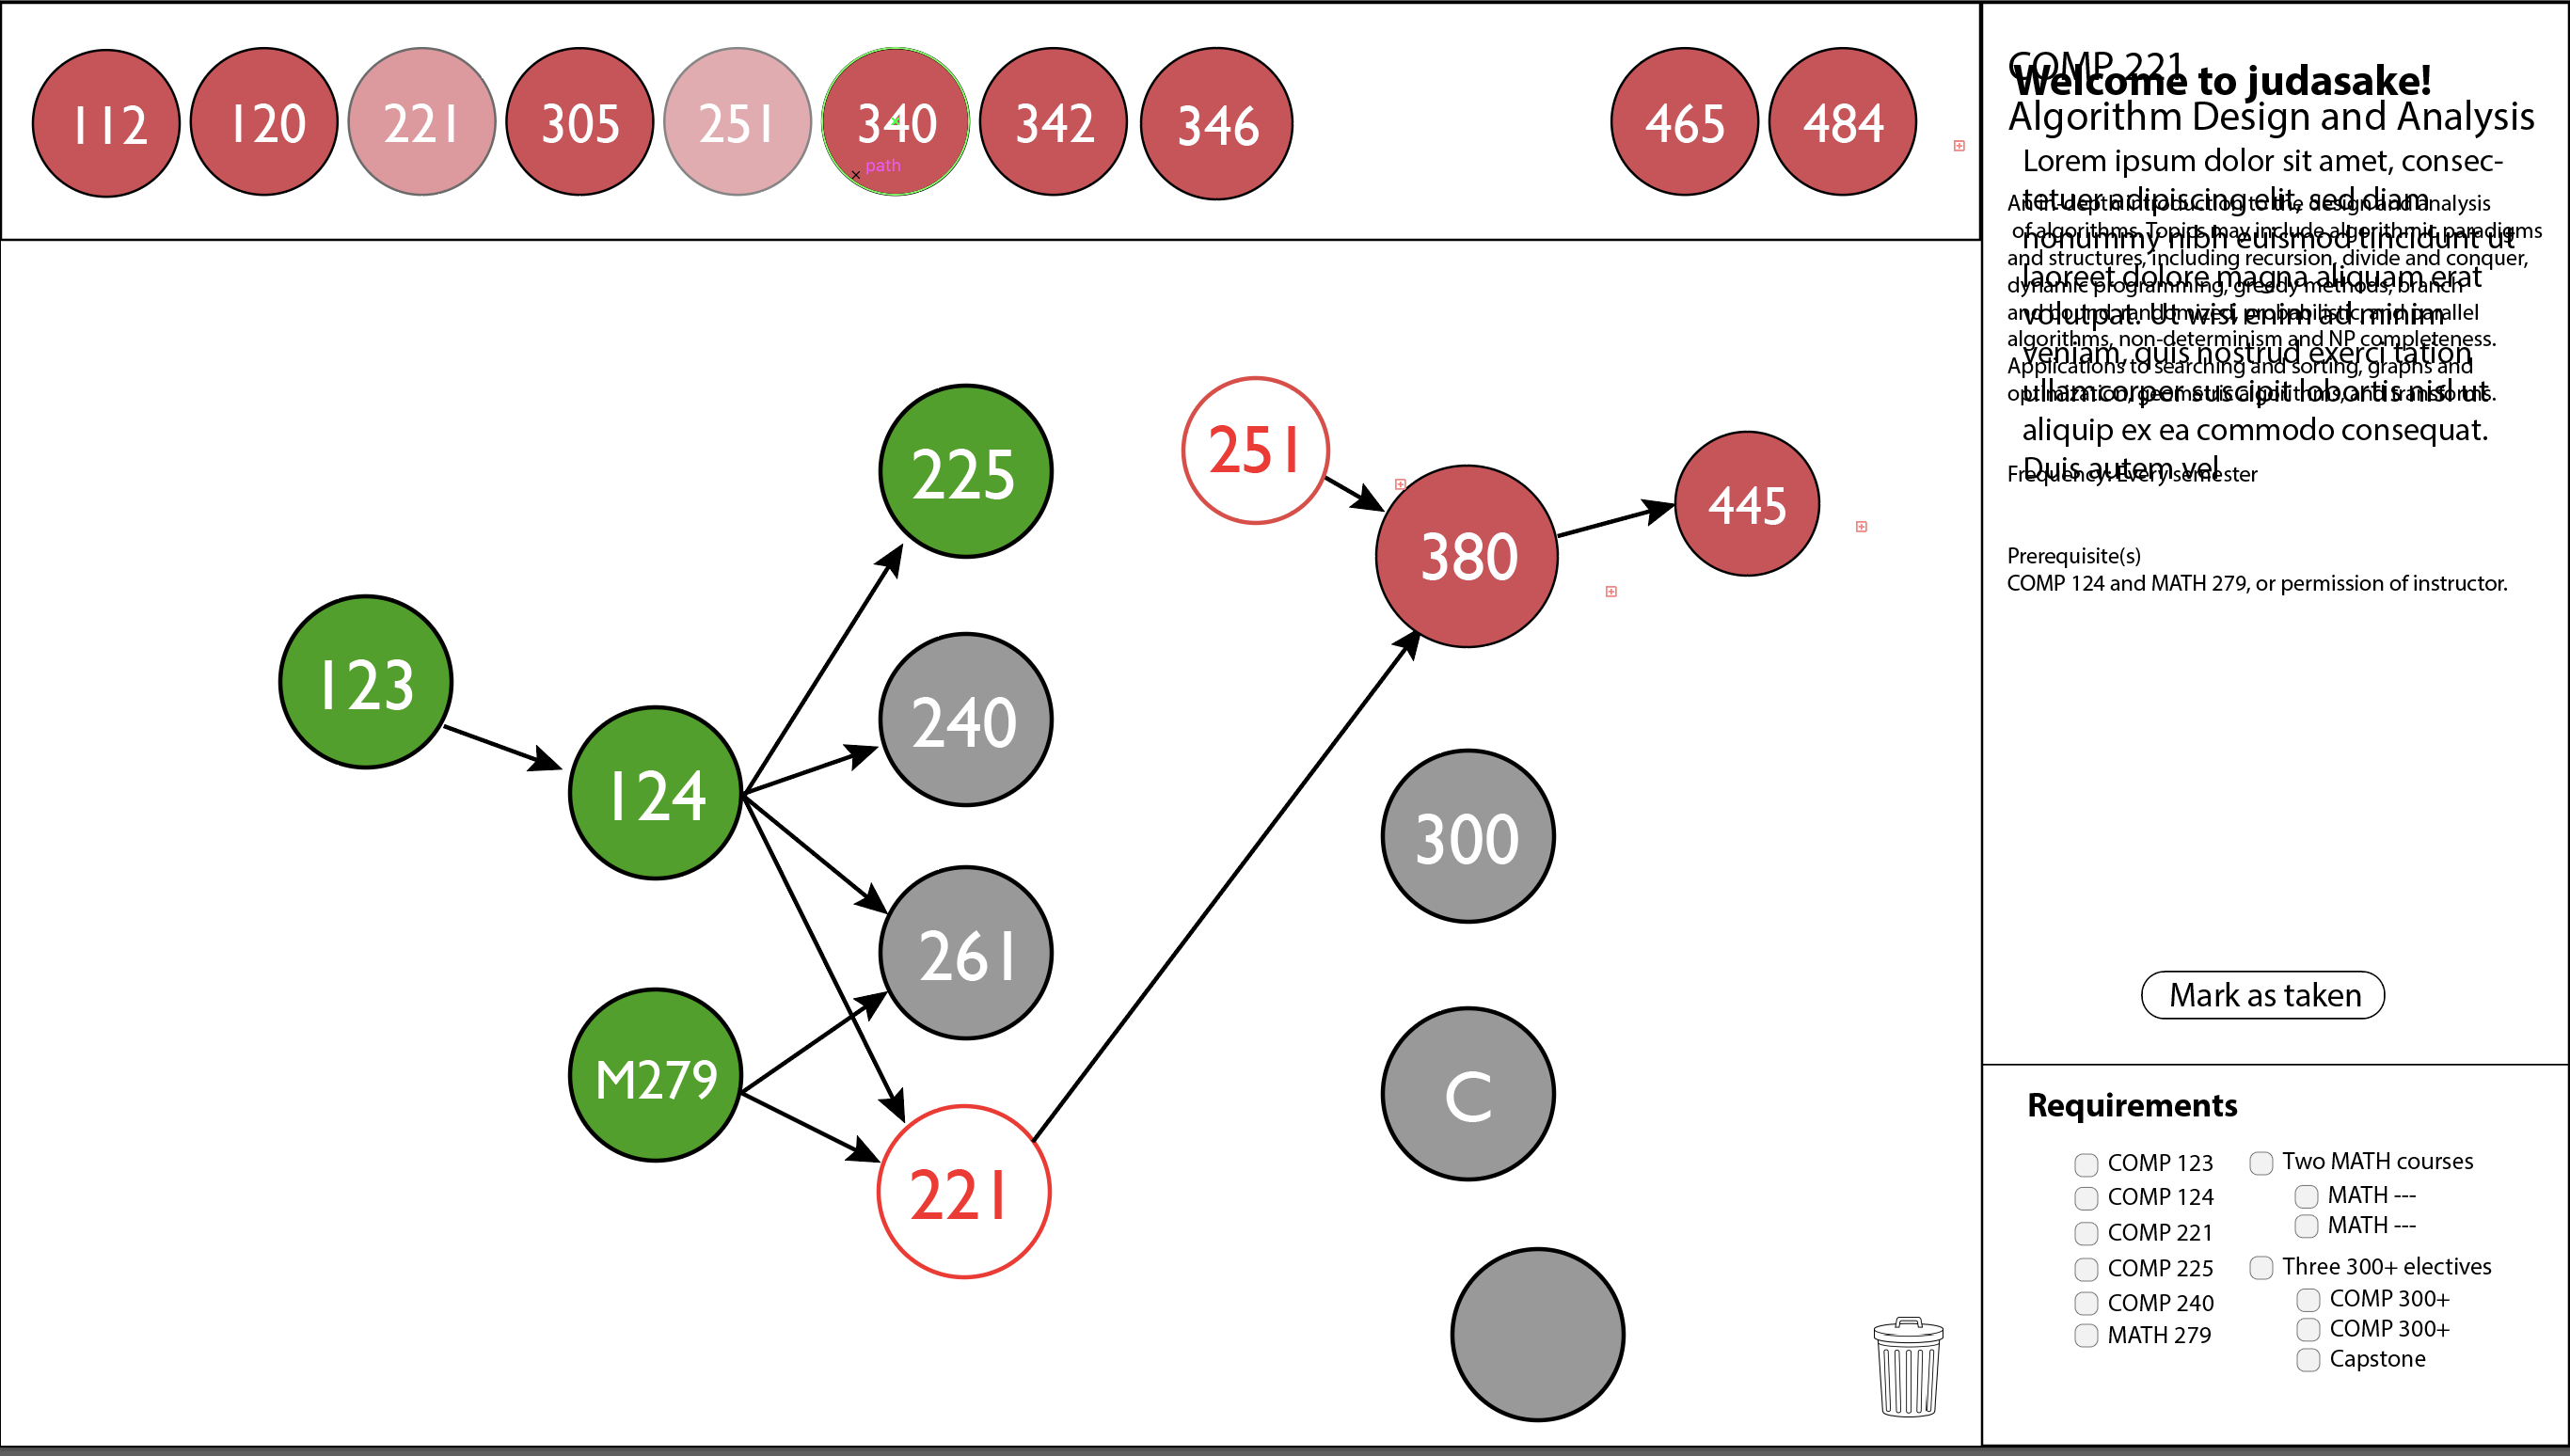 112 120 221 305 251 340 342 346 465 484
path
225
251
380
445
123
240
124
300
261
M279
C
221
COMP 221
Welcome to judasake!
Algorithm Design and Analysis
Lorem ipsum dolor sit amet, consec-
tetuer adipiscing elit, sed diam
nonummy nibh euismod tincidunt ut
laoreet dolore magna aliquam erat
volutpat. Ut wisi enim ad minim
veniam, quis nostrud exerci tation
ullamcorper suscipit lobortis nisl ut
aliquip ex ea commodo consequat.
Duis autem vel
An in-depth introduction to the design and analysis
of algorithms. Topics may include algorithmic paradigms
and structures, including recursion, divide and conquer,
dynamic programming, greedy methods, branch
and bound, randomized, probabilistic, and parallel
algorithms, non-determinism and NP completeness.
Applications to searching and sorting, graphs and
optimization, geometric algorithms, and transforms.
Frequency: Every semester
Prerequisite(s)
COMP 124 and MATH 279, or permission of instructor.
Mark as taken
Requirements
COMP 123
COMP 124
COMP 221
COMP 225
COMP 240
MATH 279
Two MATH courses
MATH ---
MATH ---
Three 300+ electives
COMP 300+
COMP 300+
Capstone